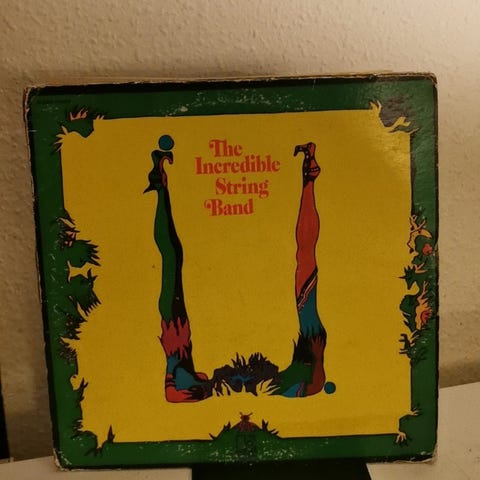 The
Incredible
String
Band